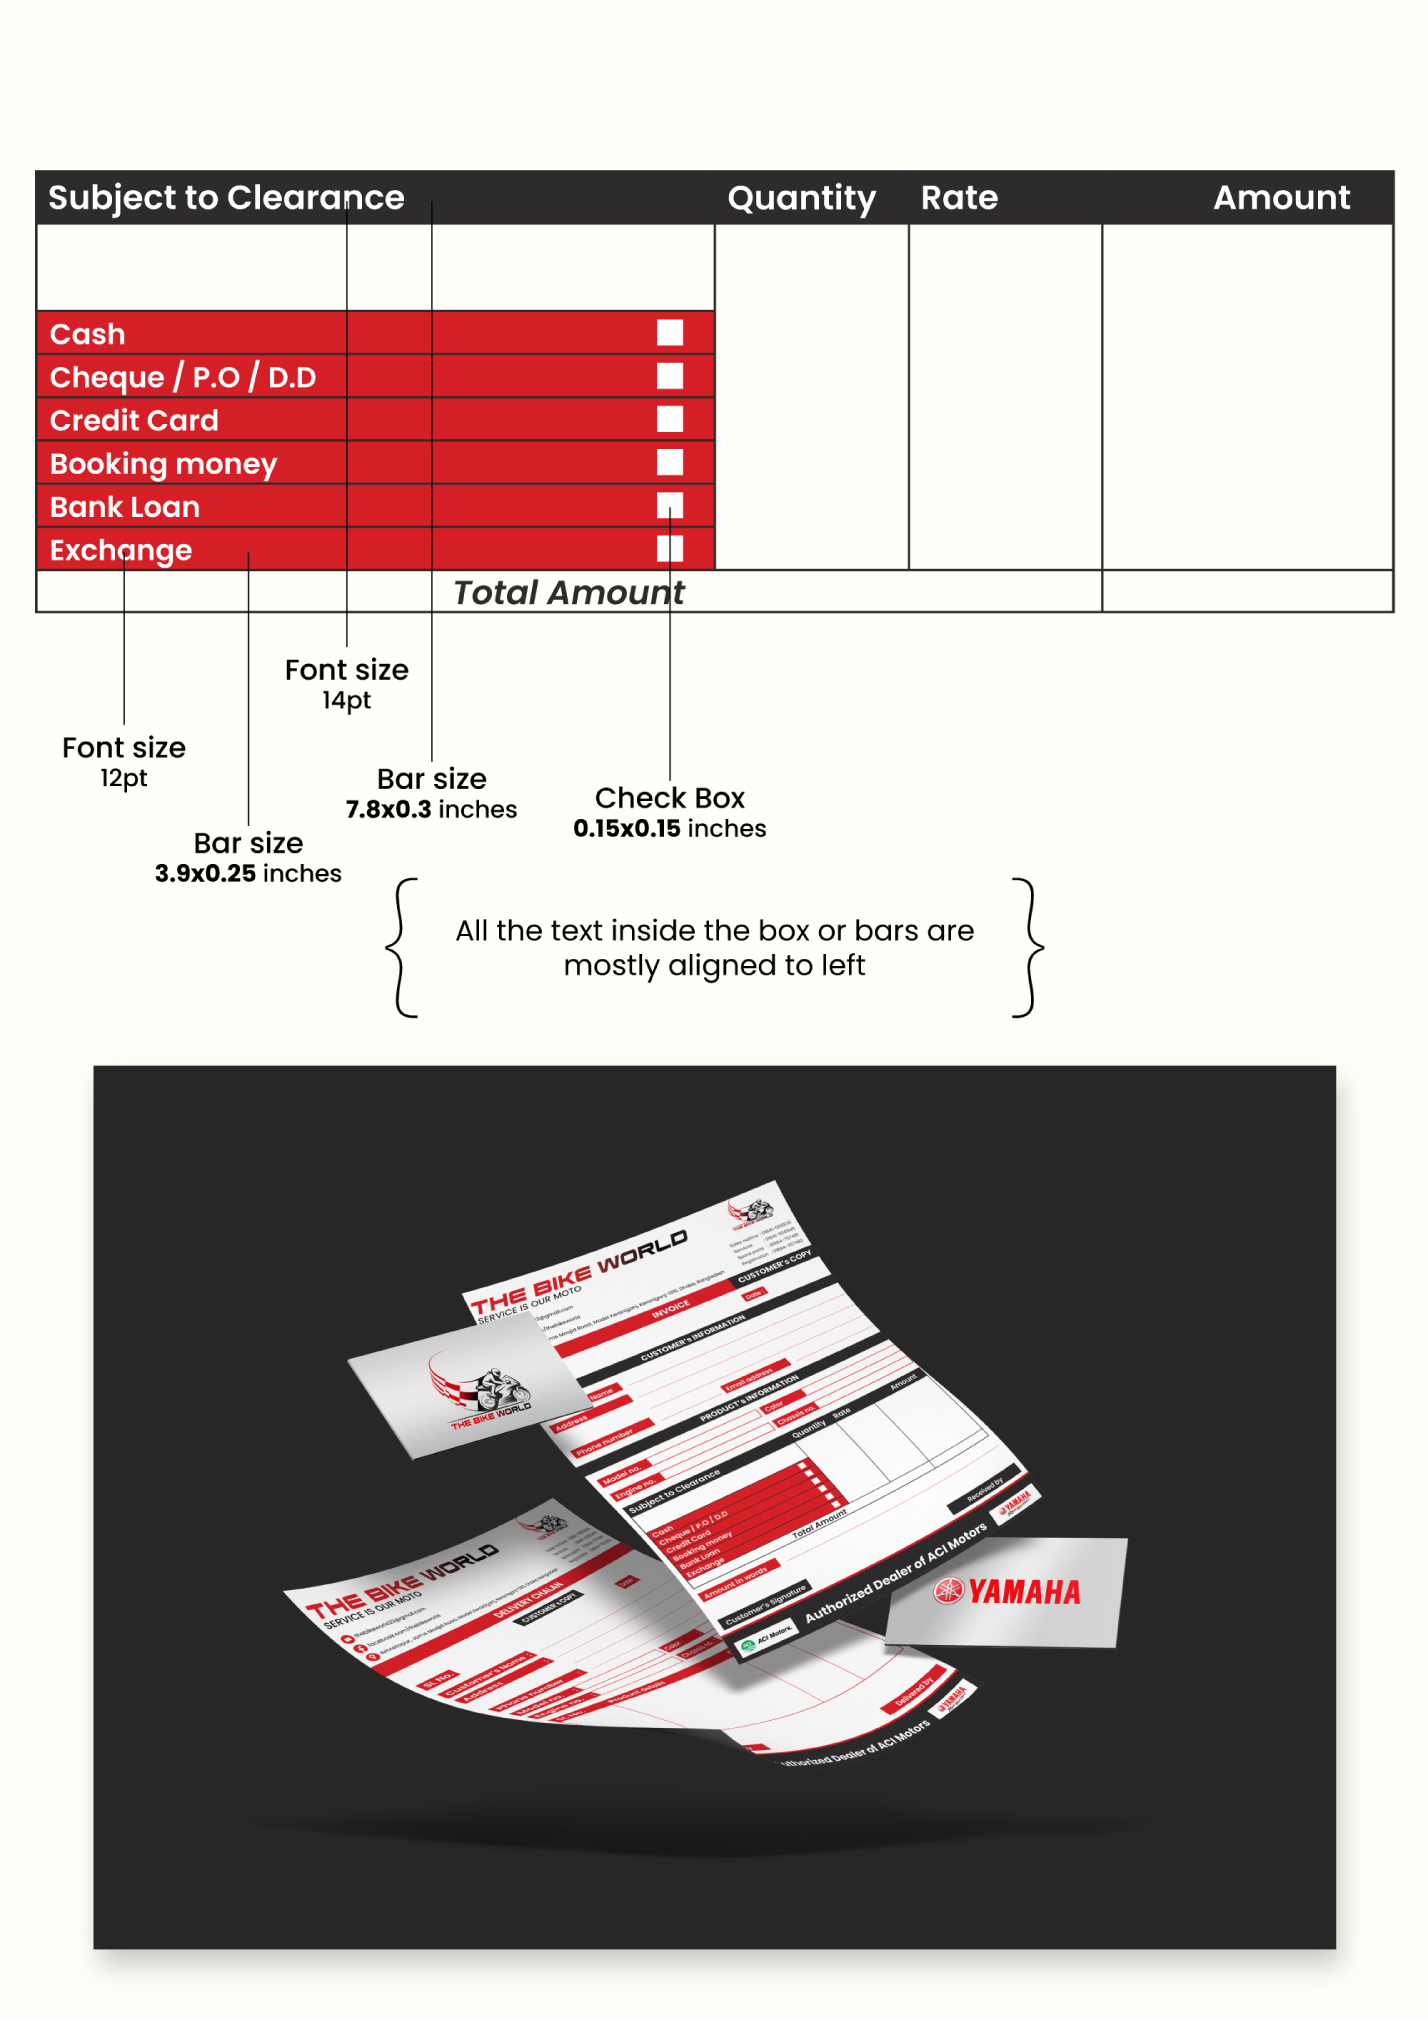 Subject to Clearance Quantity Rate Amount
Cash
Cheque / P.O / D.D
Credit Card
Booking money
Bank Loan
Exchange
Total Amount
Font size
14pt
Font size
12pt
Bar size
7.8x0.3 inches
Check Box
0.15x0.15 inches
Bar size
3.9x0.25 inches
All the text inside the box or bars are
mostly aligned to left
THE BIKE WORLD
SERVICE IS OUR MOTO
CUSTOMER's COPY
INVOICE
Date :
CUSTOMER's INFORMATION
Name
Address
Email address
Phone number
PRODUCT's INFORMATION
Model no.
Color
Engine no.
Chassis no.
Subject to Clearance Quantity Rate Amount
Cash
Cheque / P.O / D.D
Credit Card
Booking money
Bank Loan
Exchange
Total Amount
Amount in words
Received by
Customer's Signature
ACI Motors
Authorized Dealer of ACI Motors
YAMAHA
THE BIKE WORLD
YAMAHA
THE BIKE WORLD
SERVICE IS OUR MOTO
DELIVERY CHALAN
CUSTOMER's COPY
Date
SL No.
Customer's Name :
Address :
Phone number
Model no.
Color
Engine no.
Chassis no.
SL No.
Product details
Delivered by
Authorized Dealer of ACI Motors
YAMAHA